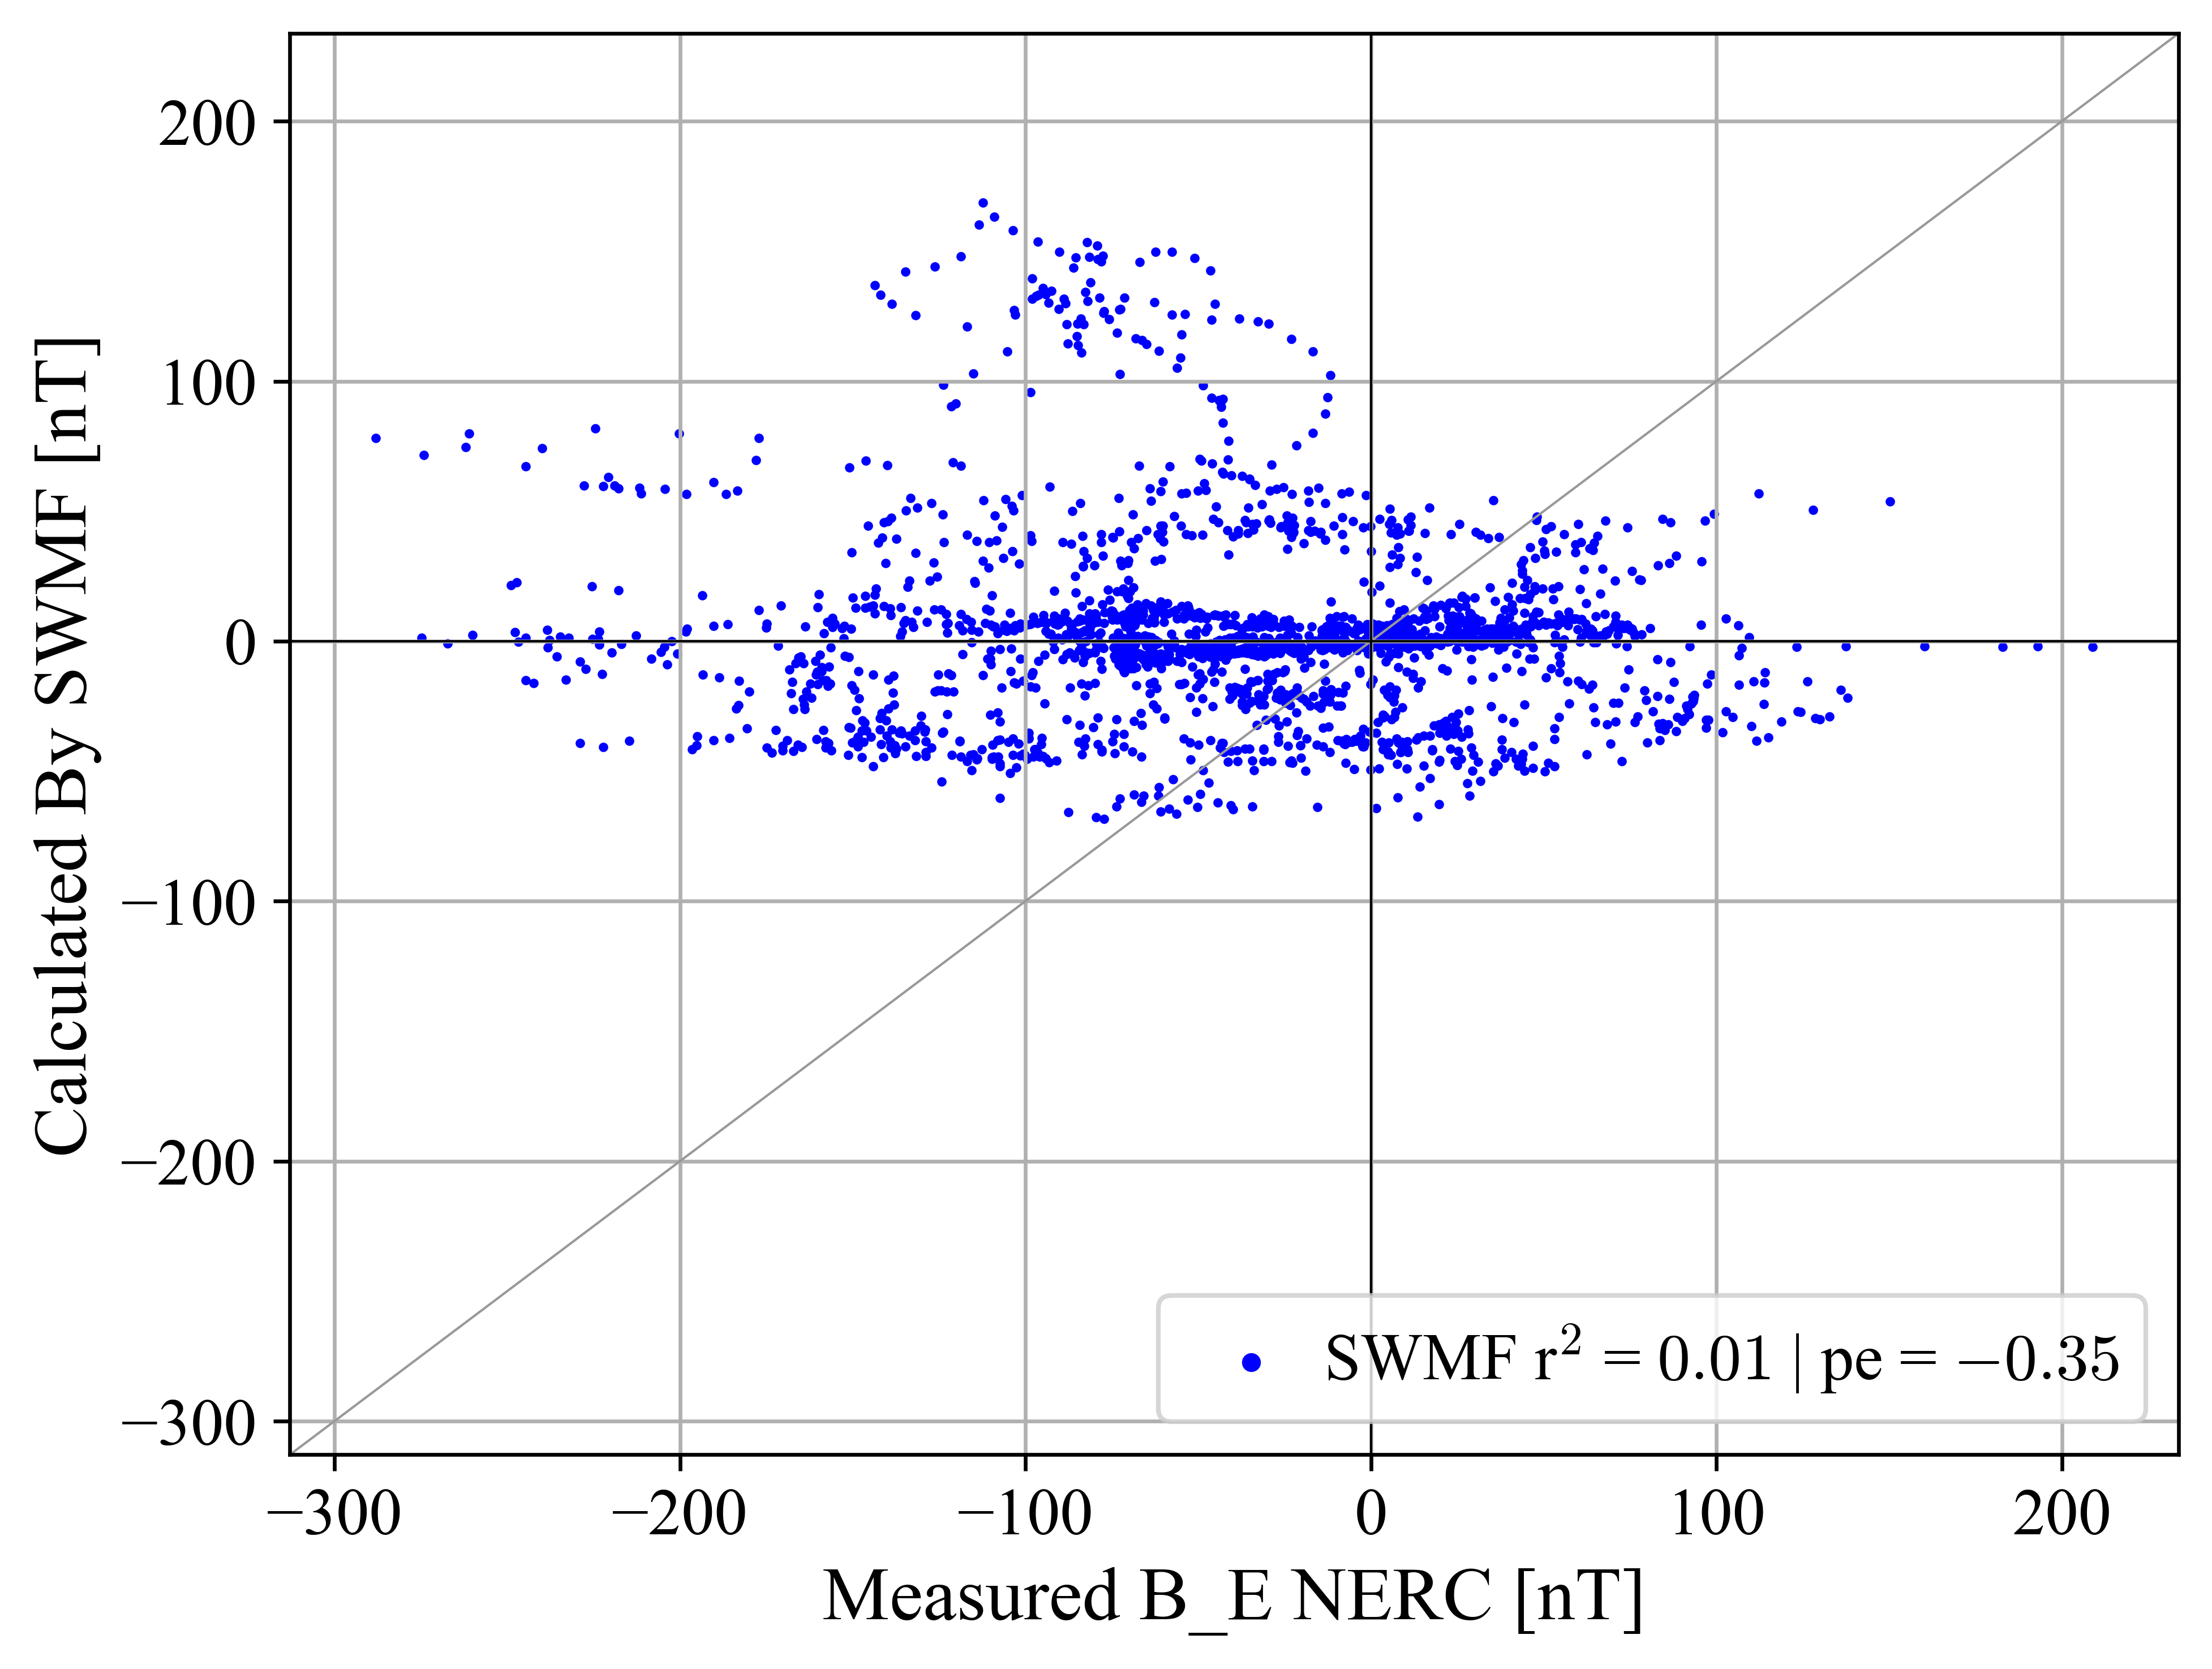 Calculated By SWMF [nT]
200
100
0
−100
−200
−300
SWMF r² = 0.01 | pe = −0.35
−300 −200 −100 0 100 200
Measured B_E NERC [nT]